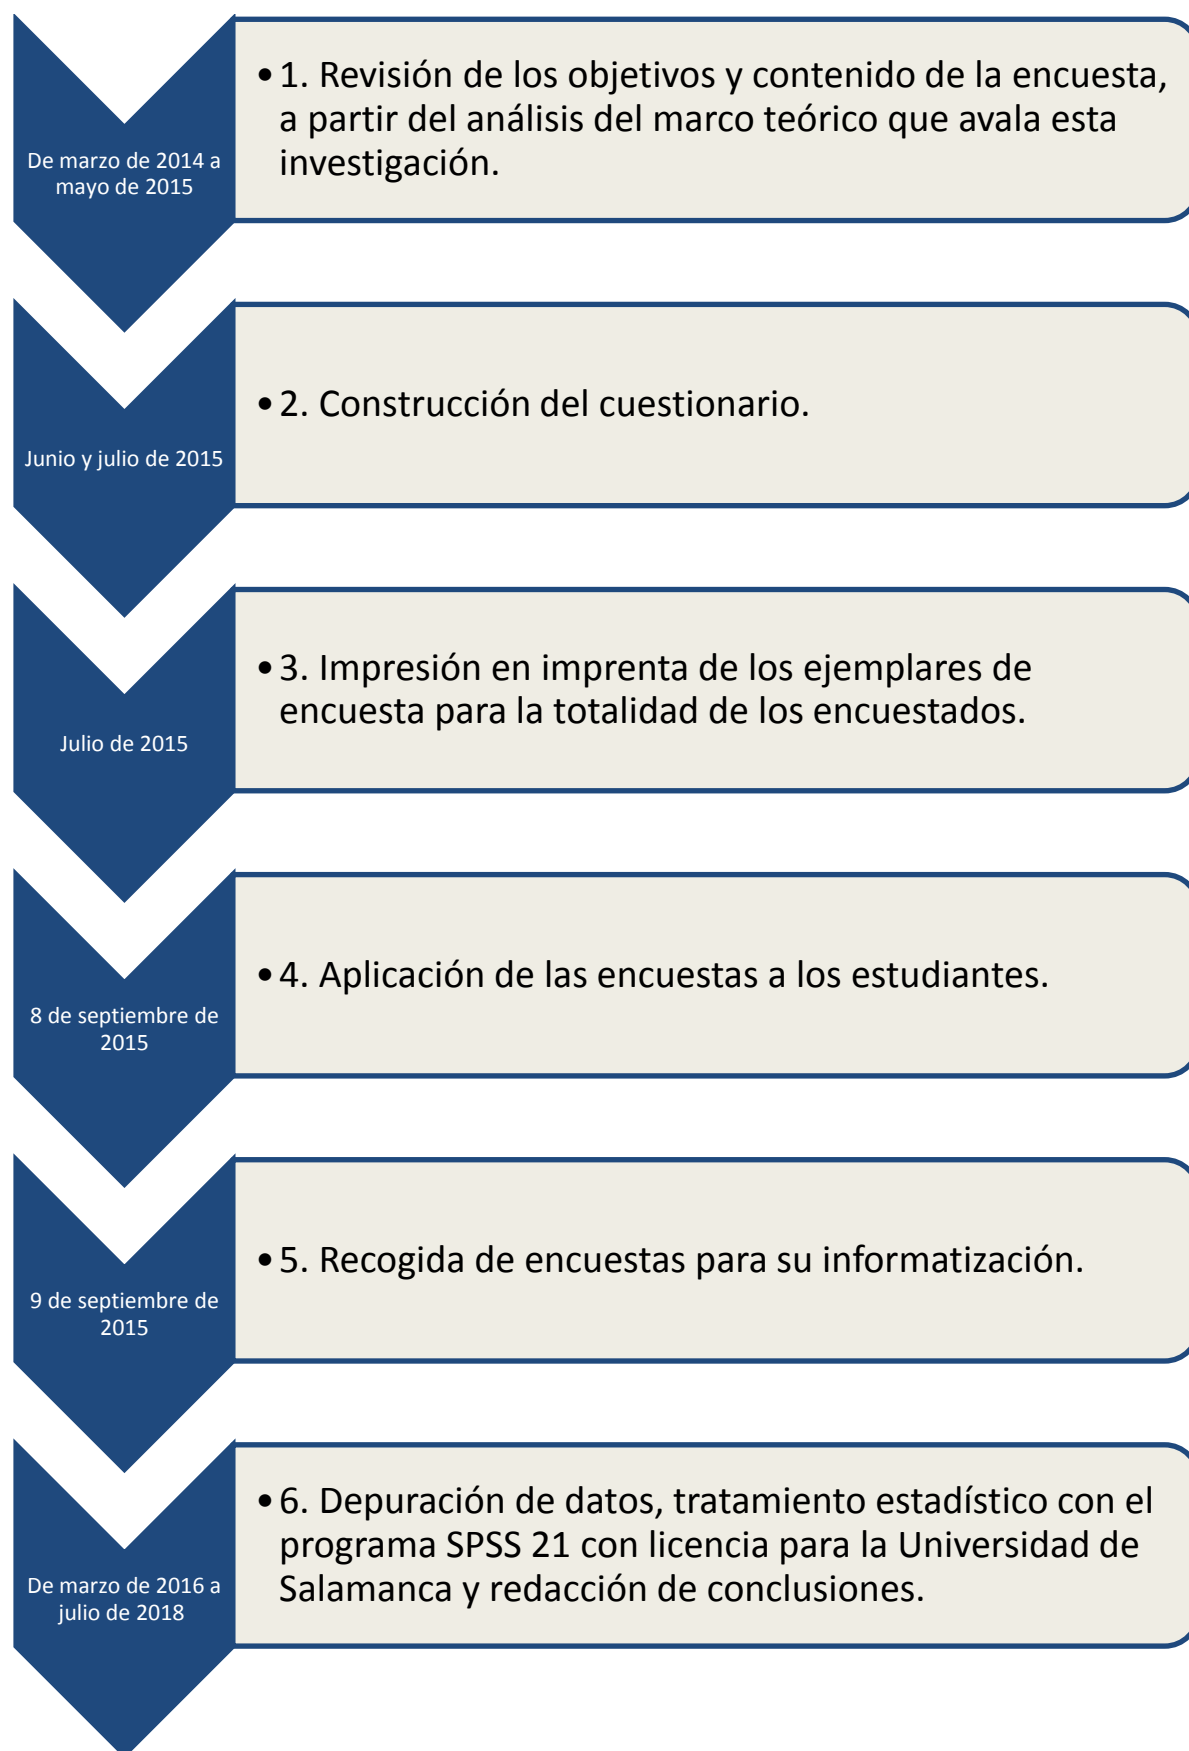 De marzo de 2014 a
mayo de 2015
• 1. Revisión de los objetivos y contenido de la encuesta,
a partir del análisis del marco teórico que avala esta
investigación.
Junio y julio de 2015
• 2. Construcción del cuestionario.
Julio de 2015
• 3. Impresión en imprenta de los ejemplares de
encuesta para la totalidad de los encuestados.
8 de septiembre de
2015
• 4. Aplicación de las encuestas a los estudiantes.
9 de septiembre de
2015
• 5. Recogida de encuestas para su informatización.
De marzo de 2016 a
julio de 2018
• 6. Depuración de datos, tratamiento estadístico con el
programa SPSS 21 con licencia para la Universidad de
Salamanca y redacción de conclusiones.